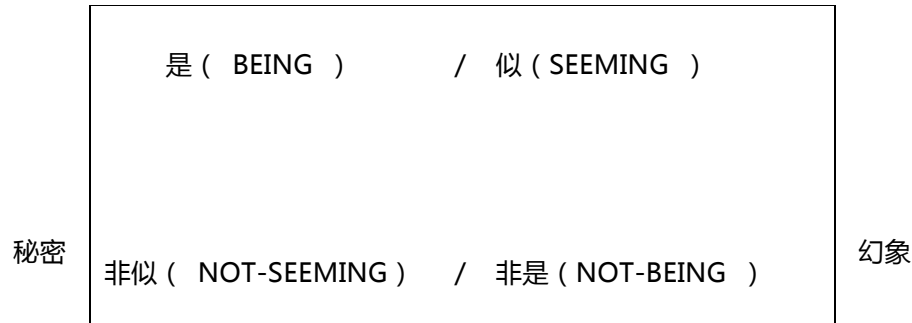 是（ BEING ） / 似（SEEMING ）
秘密
非似（ NOT-SEEMING） / 非是（NOT-BEING ）
幻象